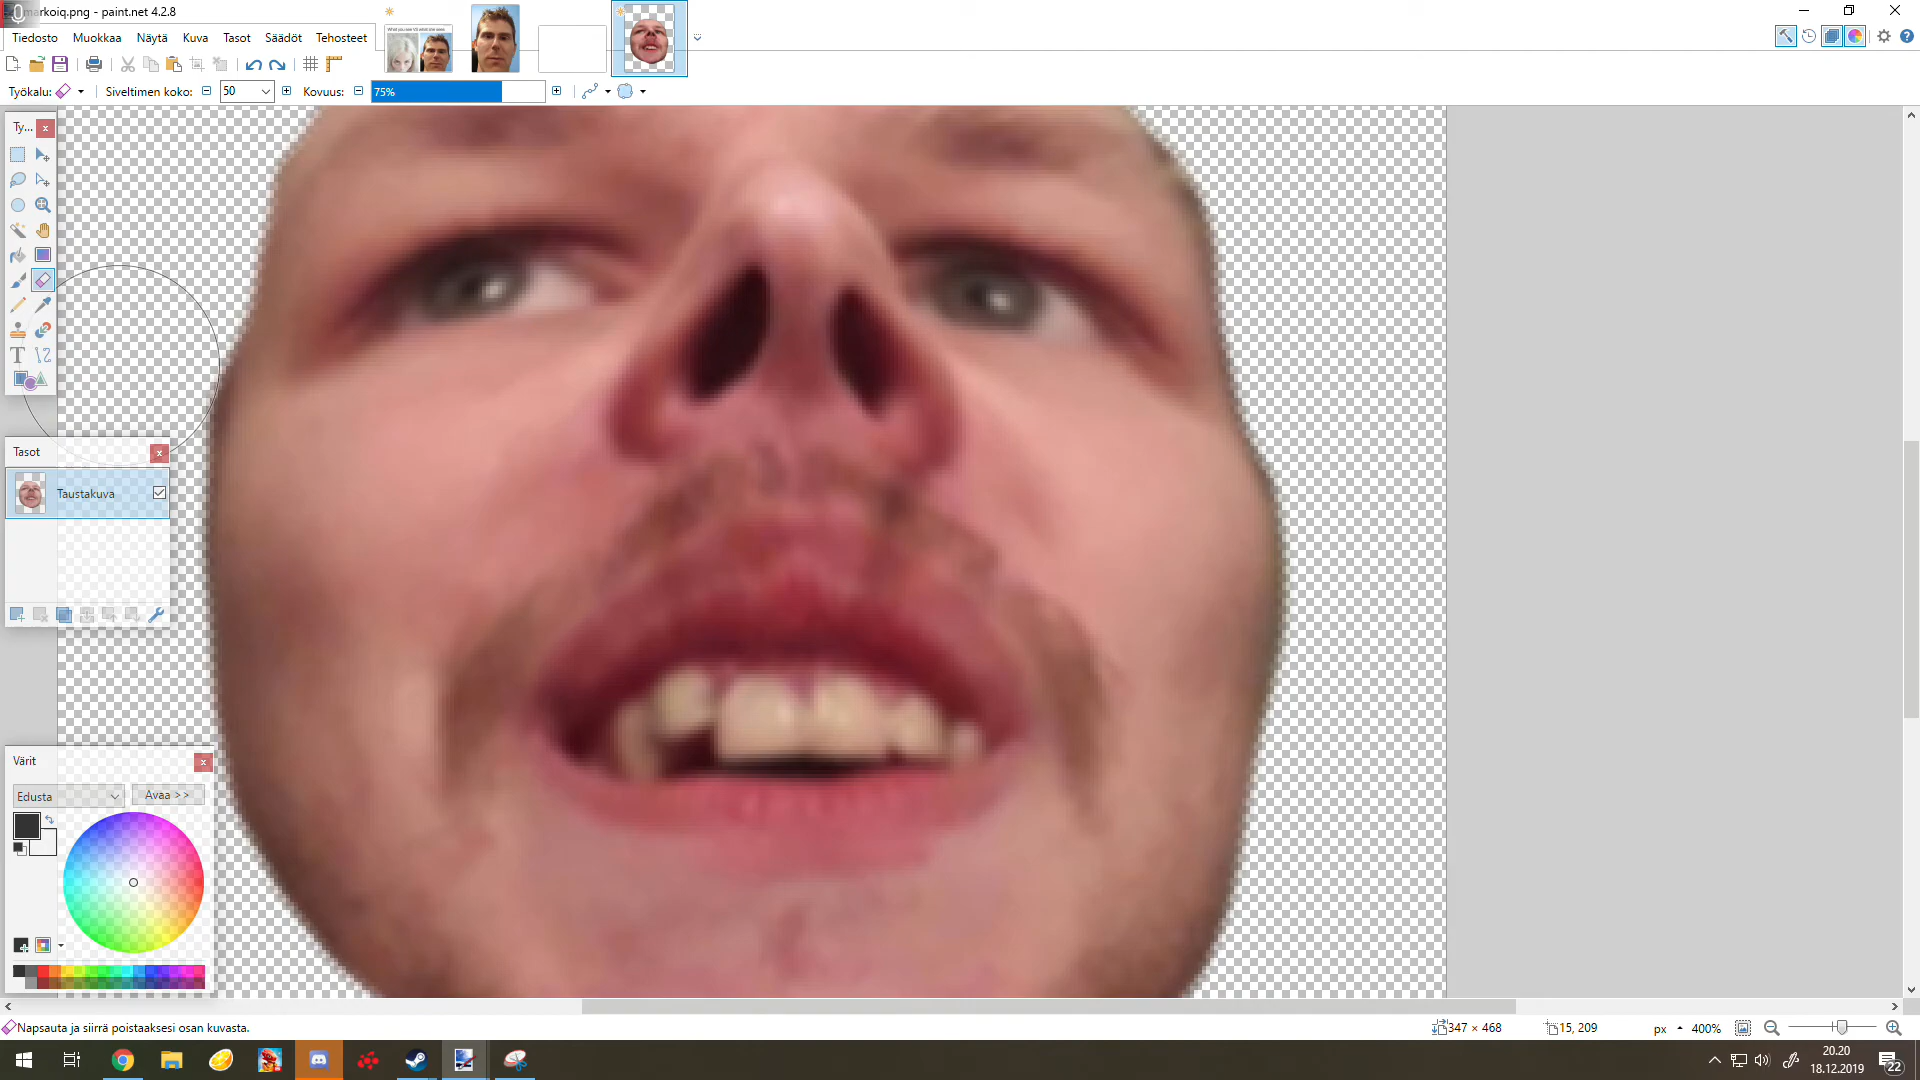 markoiq.png - paint.net 4.2.8
Tiedosto Muokkaa Näytä Kuva Tasot Säädöt Tehosteet
Työkalu: Siveltimen koko: 50 Kovuus: 75%
Ty...
Tasot
Taustakuva
Värit
Edusta Avaa >>
Napsauta ja siirrä poistaaksesi osan kuvasta. 347 × 468 15, 209 px 400%
20.20
18.12.2019 22